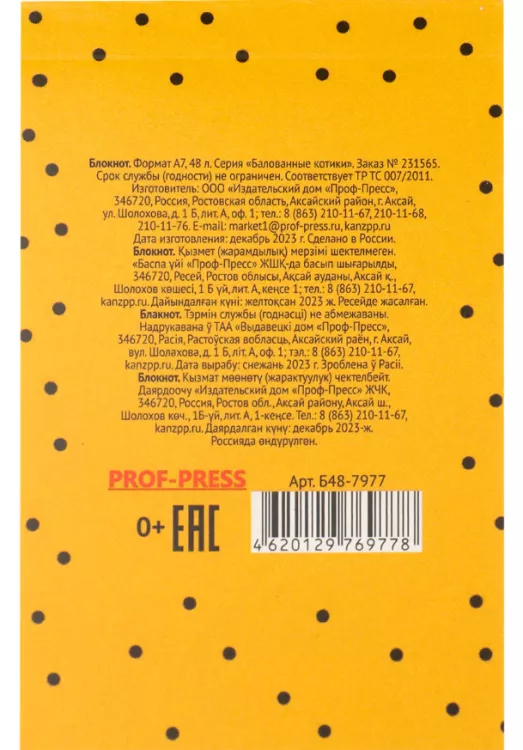 Блокнот. Формат А7, 48 л. Серия «Балованные котики». Заказ № 231565.
Срок службы (годности) не ограничен. Соответствует ТР ТС 007/2011.
Изготовитель: ООО «Издательский дом «Проф-Пресс»,
346720, Россия, Ростовская область, Аксайский район, г. Аксай,
ул. Шолохова, д. 1 Б, лит. А, оф. 1; тел.: 8 (863) 210-11-67, 210-11-68,
210-11-76. E-mail: market1@prof-press.ru, kanzpp.ru
Дата изготовления: декабрь 2023 г. Сделано в России.
Блокнот. Қызмет (жарамдылық) мерзімі шектелмеген.
«Баспа үйі «Проф-Пресс» ЖШҚ-да басып шығарылды,
346720, Ресей, Ростов облысы, Ақсай ауданы, Аксай қ.,
Шолохов көшесі, 1 Б үй, лит. А, кеңсе 1; тел.: 8 (863) 210-11-67,
kanzpp.ru. Дайындалған күні: желтоқсан 2023 ж. Ресейде жасалған.
Блакнот. Тэрмін службы (годнасці) не абмежаваны.
Надрукавана ў ТАА «Выдавецкі дом «Проф-Пресс»,
346720, Расія, Растоўская вобласць, Аксайский раён, г. Аксай,
вул. Шолахова, д. 1 Б, літ. А, оф. 1; тэл.: 8 (863) 210-11-67,
kanzpp.ru. Дата вырабу: снежань 2023 г. Зроблена ў Расіі.
Блокнот. Кызмат мөөнөтү (жарактуулук) чектелбейт.
Даярдоочу «Издательский дом «Проф-Пресс» ЖЧК,
346720, Россия, Ростов обл., Аксай району, Аксай ш.,
Шолохов көч., 1Б-үй, лит. А, 1-кеңсе. Тел.: 8 (863) 210-11-67,
kanzpp.ru. Даярдалган күнү: декабрь 2023-ж.
Россияда өндүрүлгөн.
PROF-PRESS Арт. Б48-7977
0+ ЕАС
4 620129 769778